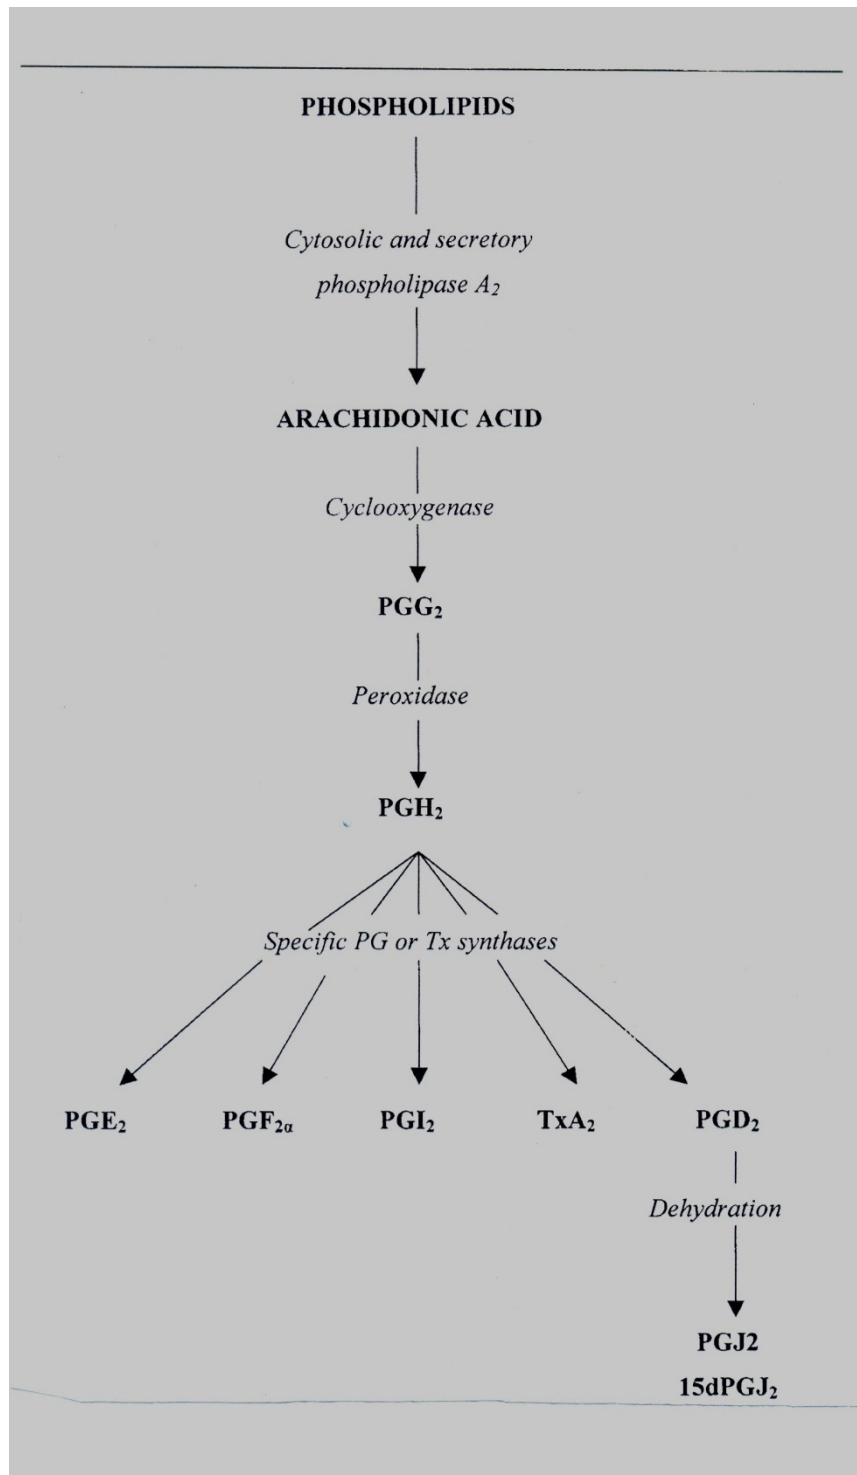 PHOSPHOLIPIDS
Cytosolic and secretory
phospholipase A₂
ARACHIDONIC ACID
Cyclooxygenase
PGG₂
Peroxidase
PGH₂
Specific PG or Tx synthases
PGE₂ PGF₂α PGI₂ TxA₂ PGD₂
Dehydration
PGJ2
15dPGJ₂